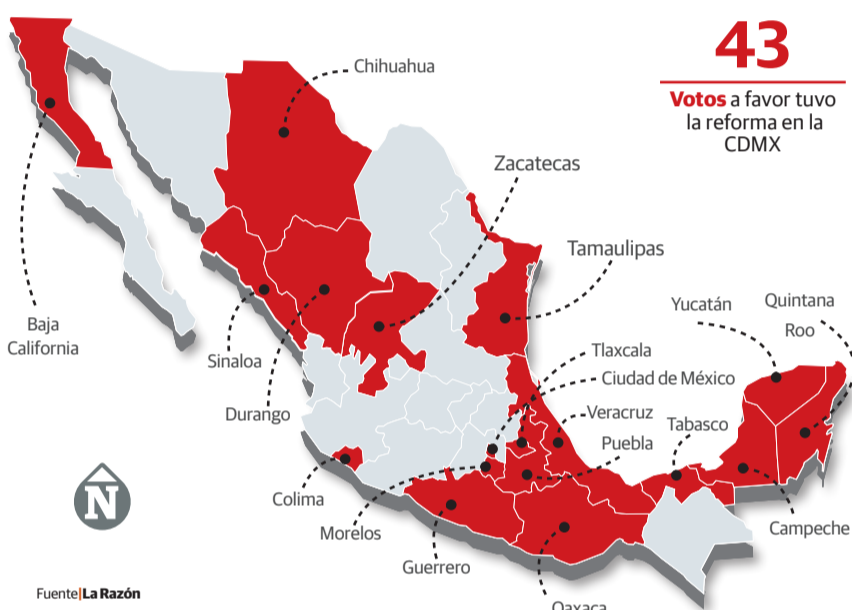 43
Votos a favor tuvo
la reforma en la
CDMX
Chihuahua
Zacatecas
Tamaulipas
Yucatán
Quintana
Roo
Baja
California
Sinaloa
Durango
Tlaxcala
Ciudad de México
Veracruz
Tabasco
Puebla
Colima
Morelos
Guerrero
Campeche
Oaxaca
N
Fuente|La Razón